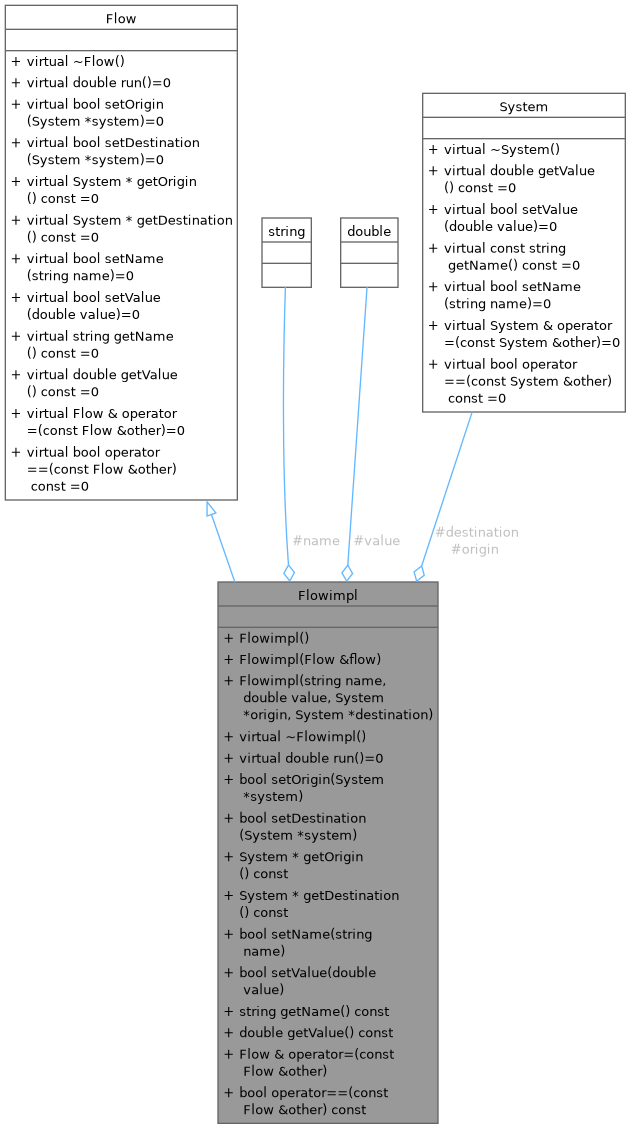 Flow
+ virtual ~Flow()
+ virtual double run()=0
+ virtual bool setOrigin
(System *system)=0
+ virtual bool setDestination
(System *system)=0
+ virtual System * getOrigin
() const =0
+ virtual System * getDestination
() const =0
+ virtual bool setName
(string name)=0
+ virtual bool setValue
(double value)=0
+ virtual string getName
() const =0
+ virtual double getValue
() const =0
+ virtual Flow & operator
=(const Flow &other)=0
+ virtual bool operator
==(const Flow &other)
const =0
string
double
System
+ virtual ~System()
+ virtual double getValue
() const =0
+ virtual bool setValue
(double value)=0
+ virtual const string
getName() const =0
+ virtual bool setName
(string name)=0
+ virtual System & operator
=(const System &other)=0
+ virtual bool operator
==(const System &other)
const =0
#name
#value
#destination
#origin
Flowimpl
+ Flowimpl()
+ Flowimpl(Flow &flow)
+ Flowimpl(string name,
double value, System
*origin, System *destination)
+ virtual ~Flowimpl()
+ virtual double run()=0
+ bool setOrigin(System
*system)
+ bool setDestination
(System *system)
+ System * getOrigin
() const
+ System * getDestination
() const
+ bool setName(string
name)
+ bool setValue(double
value)
+ string getName() const
+ double getValue() const
+ Flow & operator=(const
Flow &other)
+ bool operator==(const
Flow &other) const